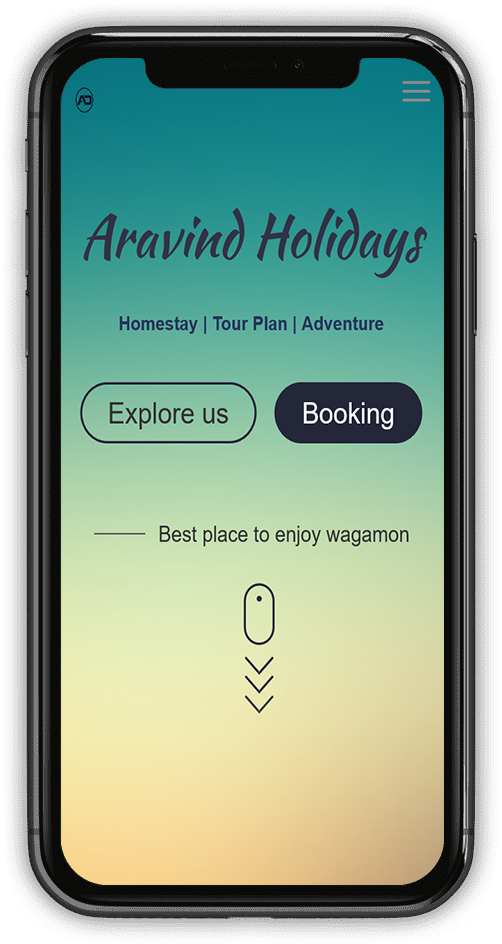 AD
Aravind Holidays
Homestay | Tour Plan | Adventure
Explore us
Booking
Best place to enjoy wagamon